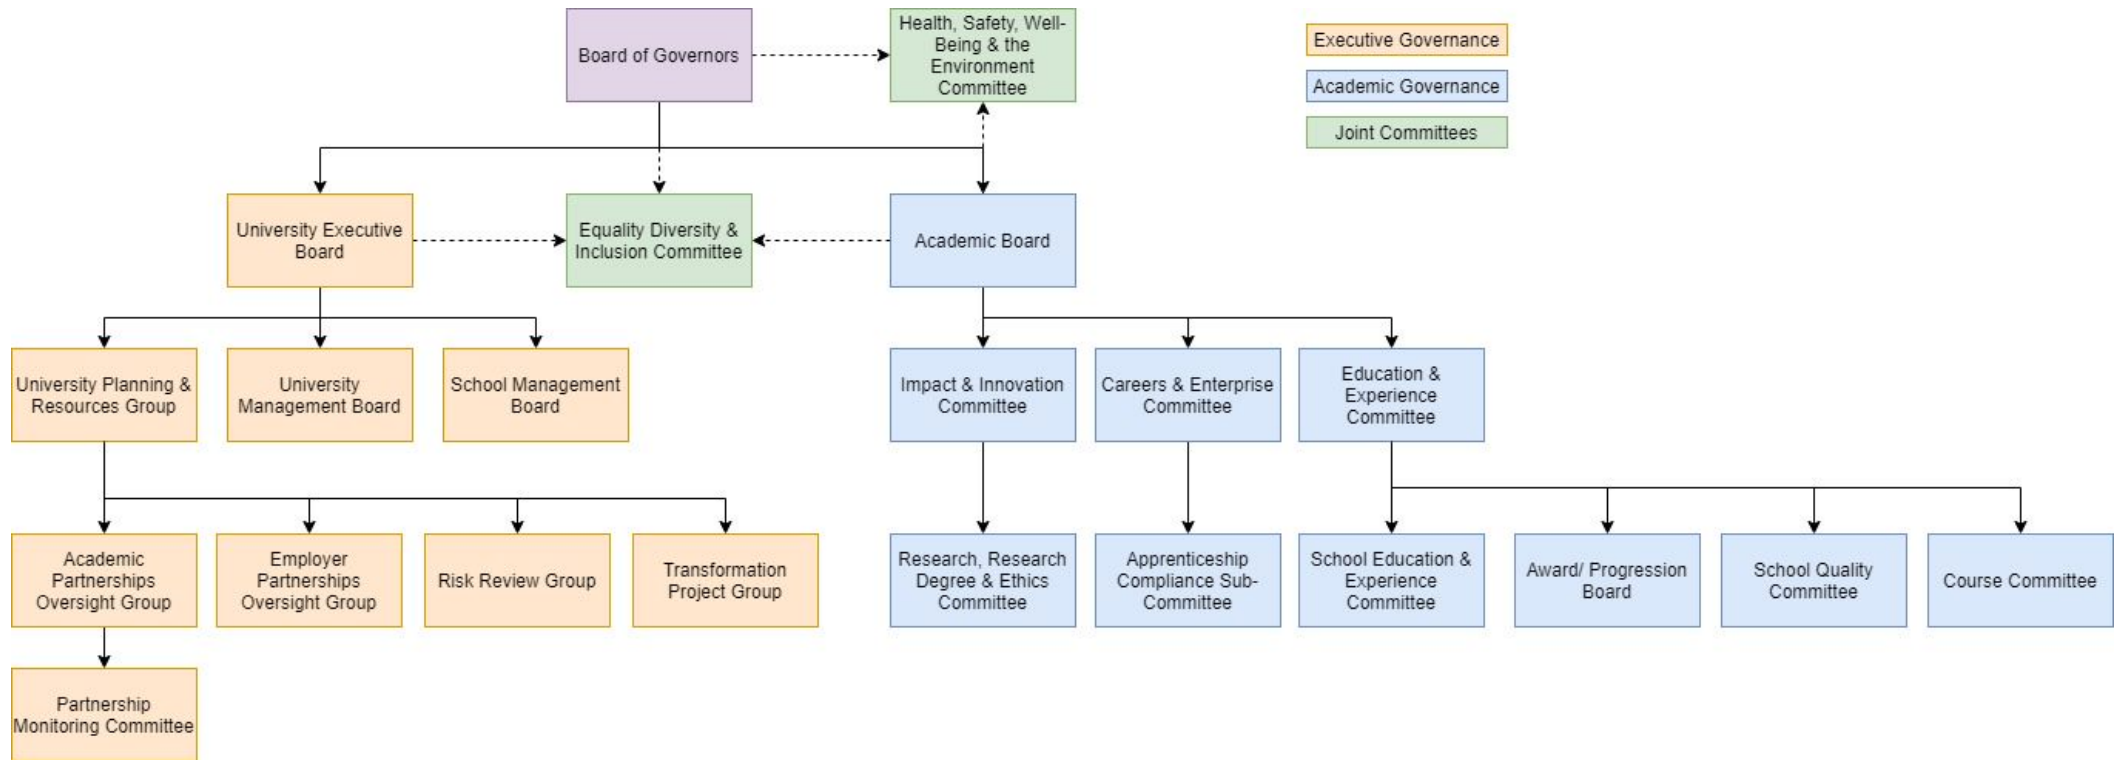 Board of Governors
Health, Safety, Well-
Being & the
Environment
Committee
Executive Governance
Academic Governance
Joint Committees
University Executive
Board
Equality Diversity &
Inclusion Committee
Academic Board
University Planning &
Resources Group
University
Management Board
School Management
Board
Impact & Innovation
Committee
Careers & Enterprise
Committee
Education &
Experience
Committee
Academic
Partnerships
Oversight Group
Employer
Partnerships
Oversight Group
Risk Review Group
Transformation
Project Group
Research, Research
Degree & Ethics
Committee
Apprenticeship
Compliance Sub-
Committee
School Education &
Experience
Committee
Award/ Progression
Board
School Quality
Committee
Course Committee
Partnership
Monitoring Committee